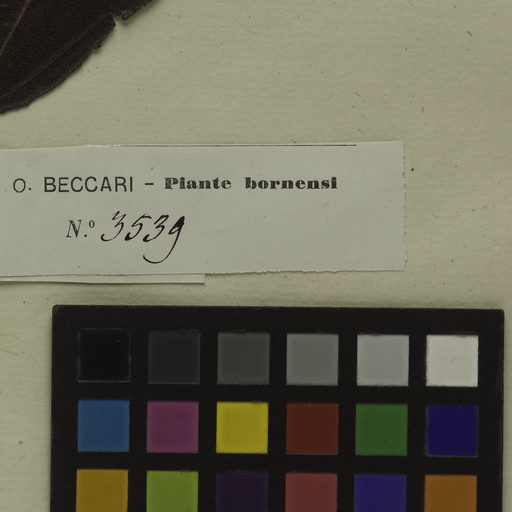 O. BECCARI – Piante bornensi
N.º 3539